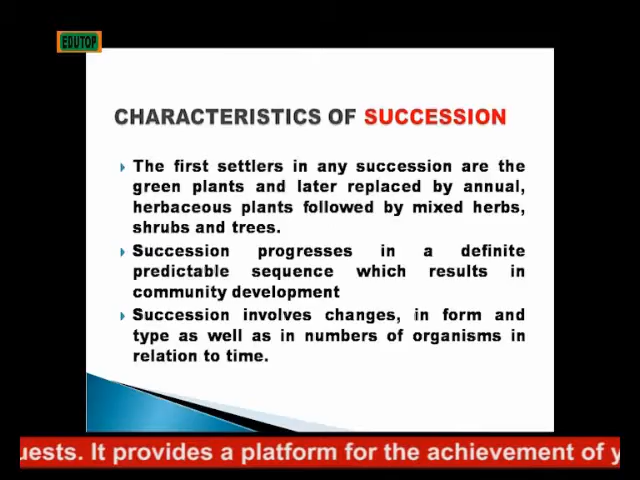 EDUTOP
CHARACTERISTICS OF SUCCESSION
The first settlers in any succession are the
green plants and later replaced by annual,
herbaceous plants followed by mixed herbs,
shrubs and trees.
Succession progresses in a definite
predictable sequence which results in
community development
Succession involves changes, in form and
type as well as in numbers of organisms in
relation to time.
. It provides a platform for the achievement of